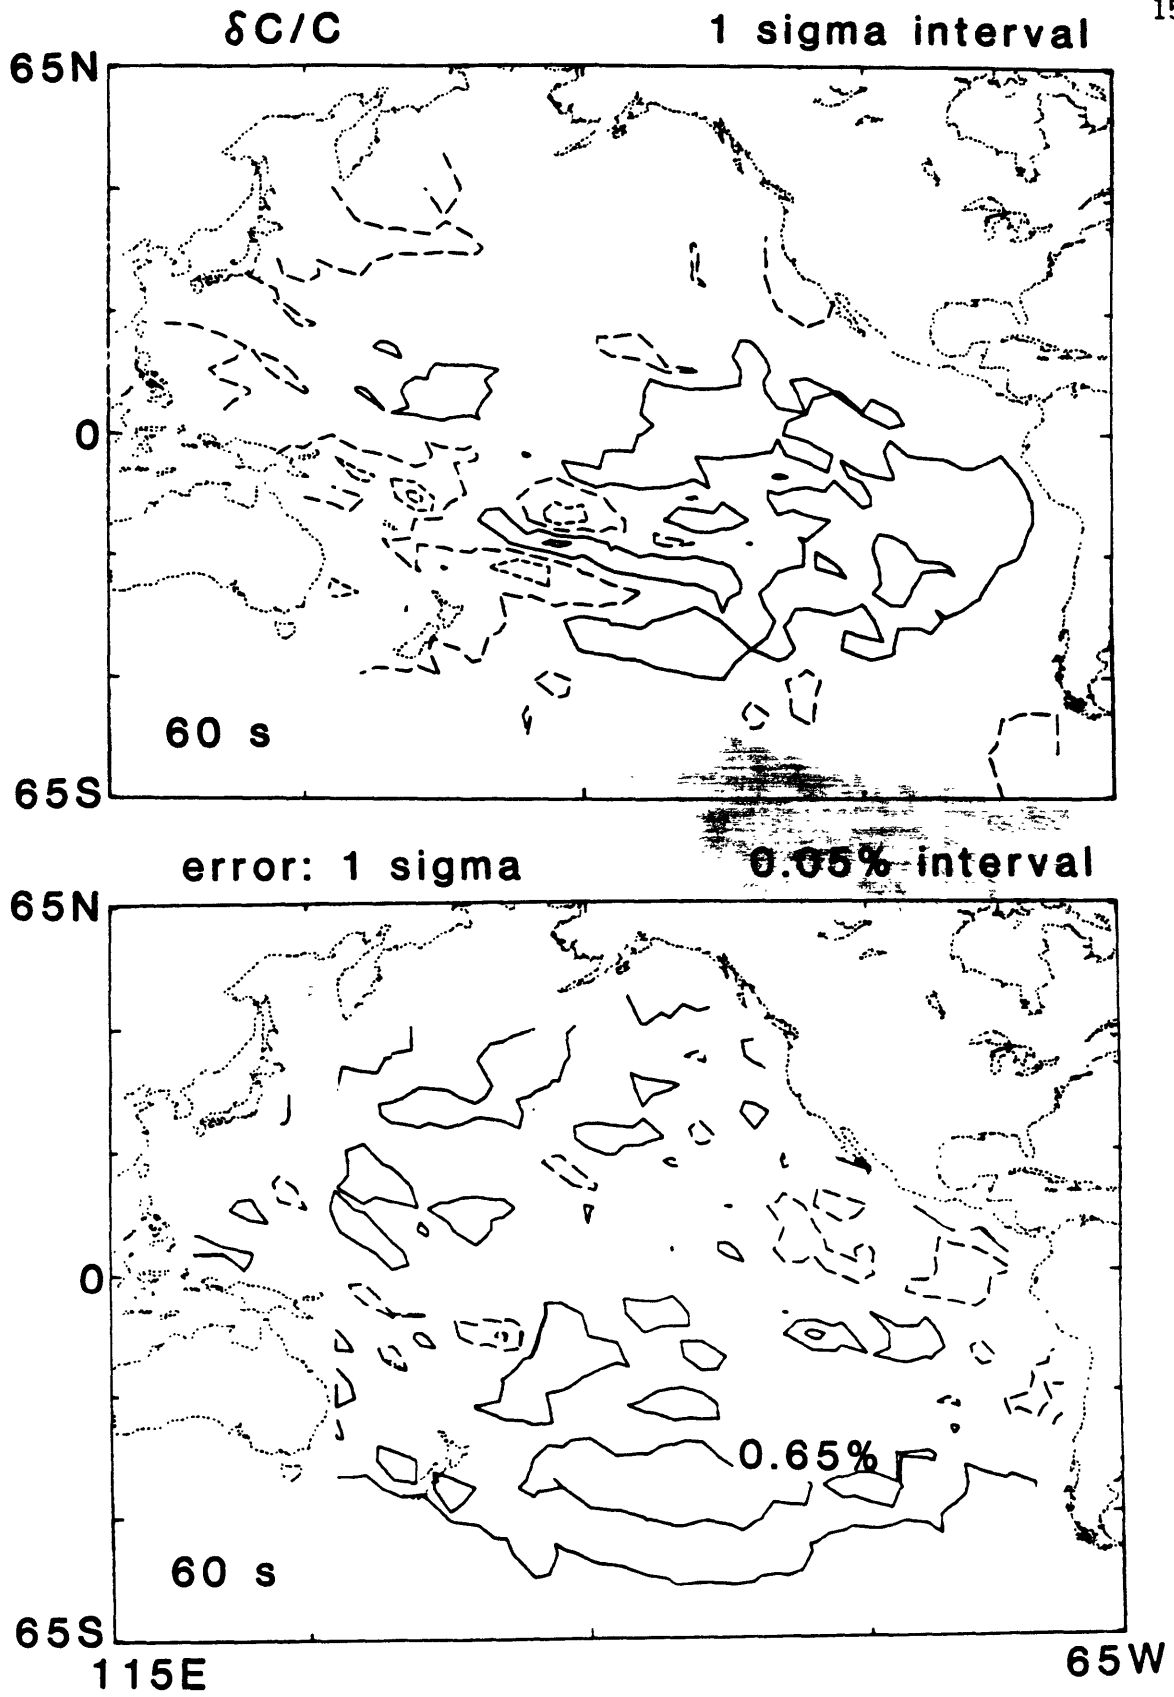 15
δC/C 1 sigma interval
65N
0
60 s
65S
error: 1 sigma 0.05% interval
65N
0
0.65%
60 s
65S
115E 65W